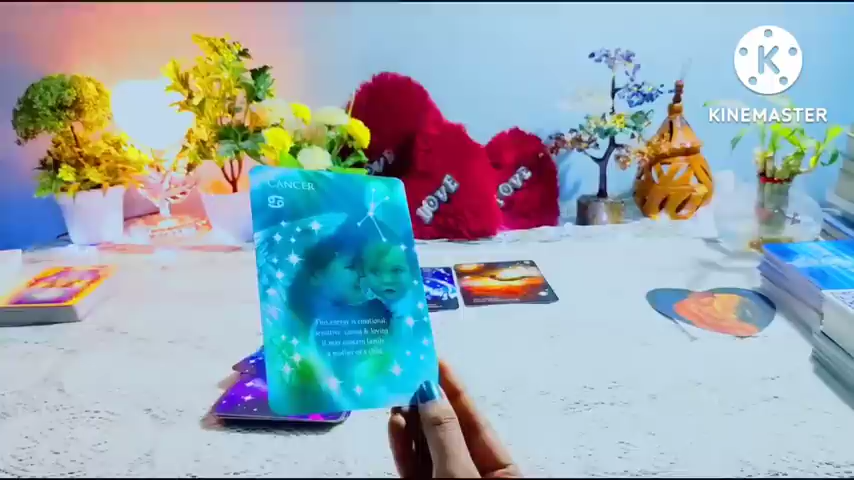 KINEMASTER
CANCER
This energy is emotional,
sensitive, caring & loving
It may concern family
a mother or a child.
LOVE
LOVE